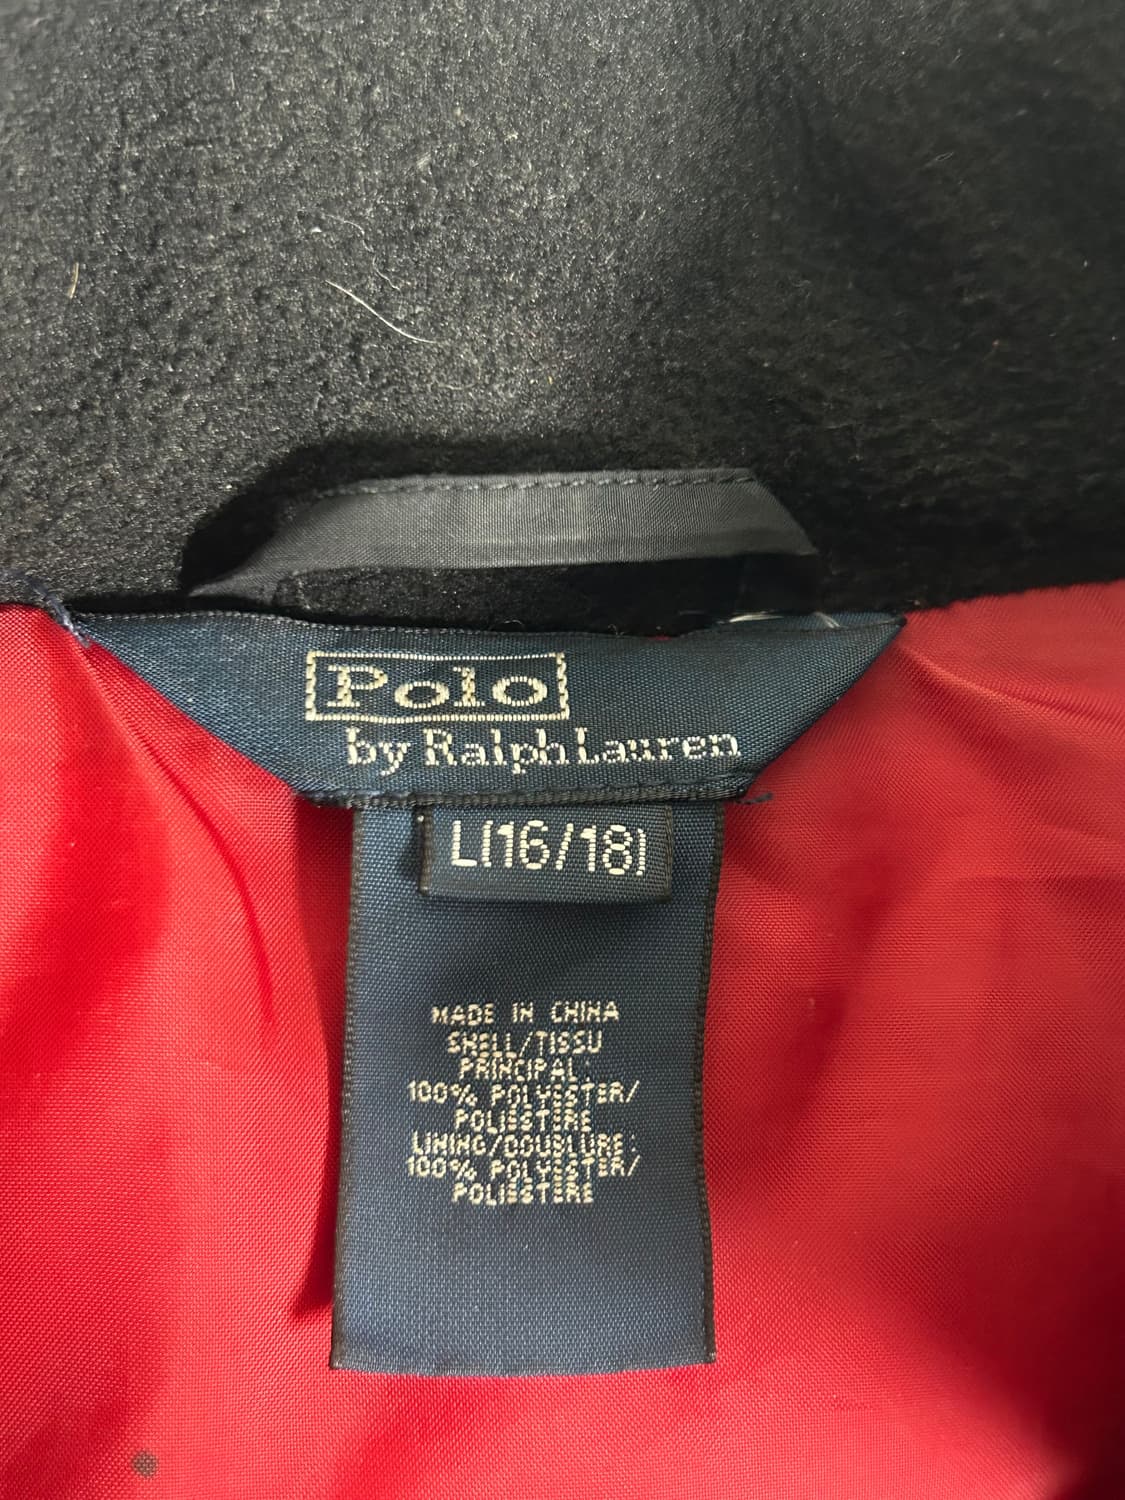 Polo
by Ralph Lauren
L(16/18)
MADE IN CHINA
SHELL/TISSU
PRINCIPAL:
100% POLYESTER/
POLIESTERE
LINING/DOUBLURE:
100% POLYESTER/
POLIESTERE